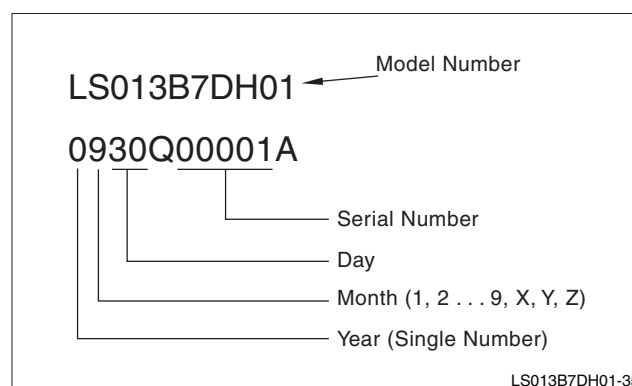 LS013B7DH01
Model Number
0930Q00001A
Serial Number
Day
Month (1, 2 . . . 9, X, Y, Z)
Year (Single Number)